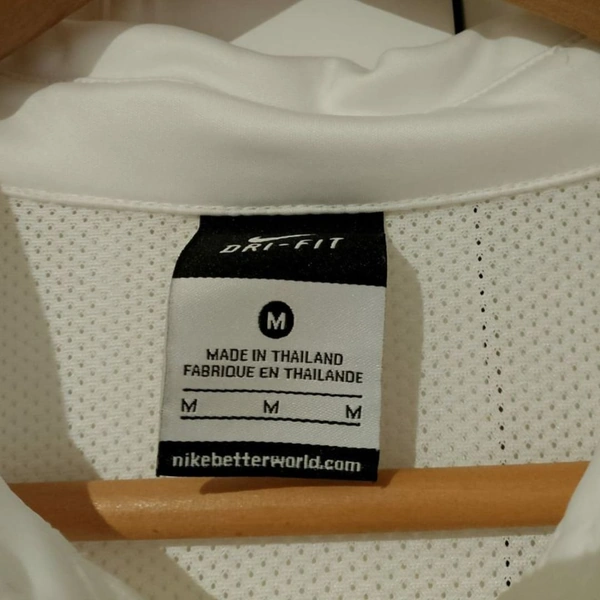 DRI-FIT
M
MADE IN THAILAND
FABRIQUE EN THAILANDE
M M M
nikebetterworld.com